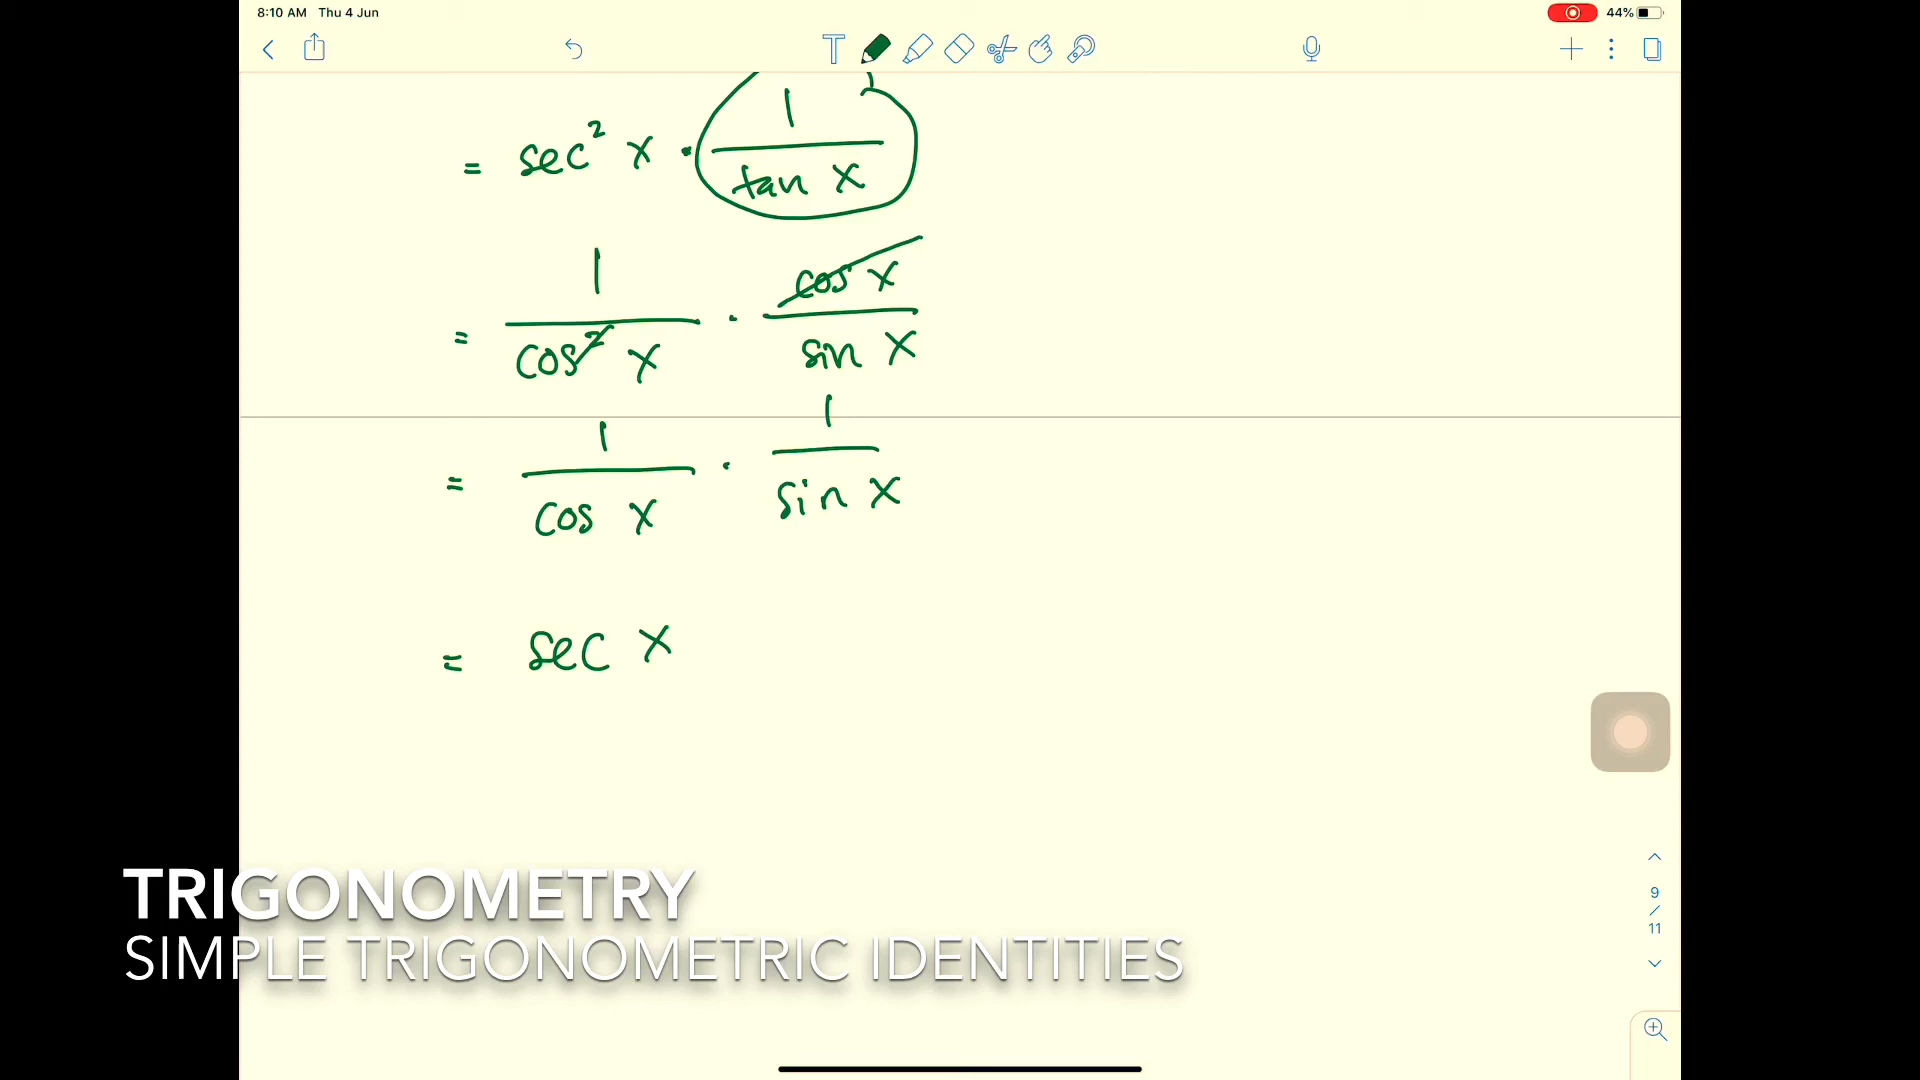 8:10 AM Thu 4 Jun 44%
T
= sec² x · 1/tan x
= 1/cos² x · cos x/sin x
= 1/cos x · 1/sin x
= sec x
9/11
TRIGONOMETRY
SIMPLE TRIGONOMETRIC IDENTITIES